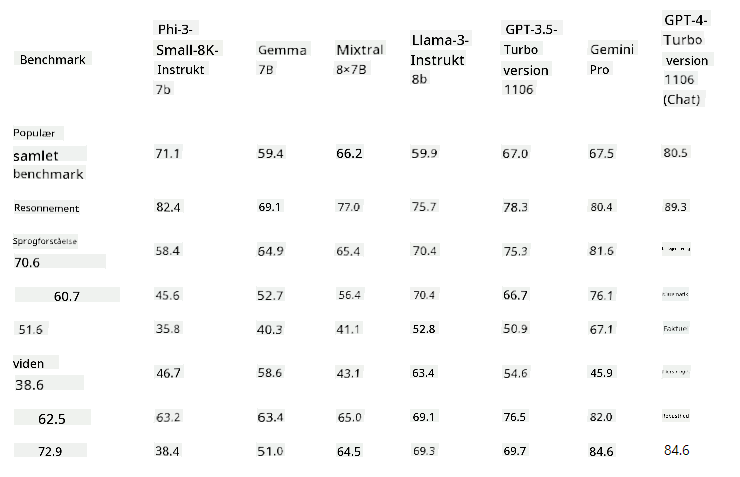 Benchmark Phi-3-Small-8K-Instrukt 7b Gemma 7B Mixtral 8×7B Llama-3-Instrukt 8b GPT-3.5-Turbo version 1106 Gemini Pro GPT-4-Turbo version 1106 (Chat)
Populær samlet benchmark 71.1 59.4 66.2 59.9 67.0 67.5 80.5
Resonnement 82.4 69.1 77.0 75.7 78.3 80.4 89.3
Sprogforståelse 70.6 58.4 64.9 65.4 70.4 75.3 81.6
60.7 45.6 52.7 56.4 70.4 66.7 76.1
51.6 35.8 40.3 41.1 52.8 50.9 67.1 Faktuel
viden 38.6 46.7 58.6 43.1 63.4 54.6 45.9
62.5 63.2 63.4 65.0 69.1 76.5 82.0 Robusthed
72.9 38.4 51.0 64.5 69.3 69.7 84.6 84.6